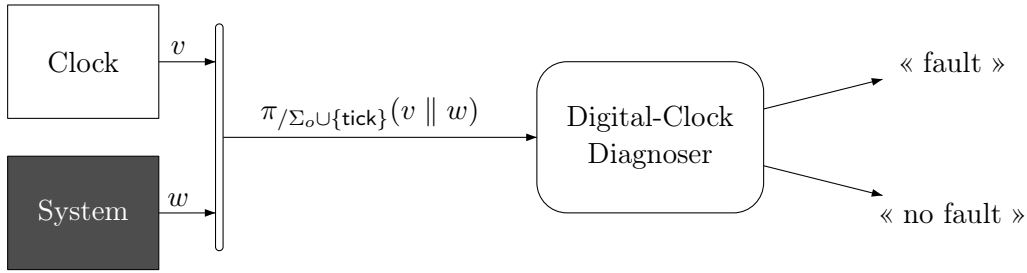 Clock
v
System
w
π/Σo∪{tick}(v ∥ w)
Digital-Clock
Diagnoser
« fault »
« no fault »